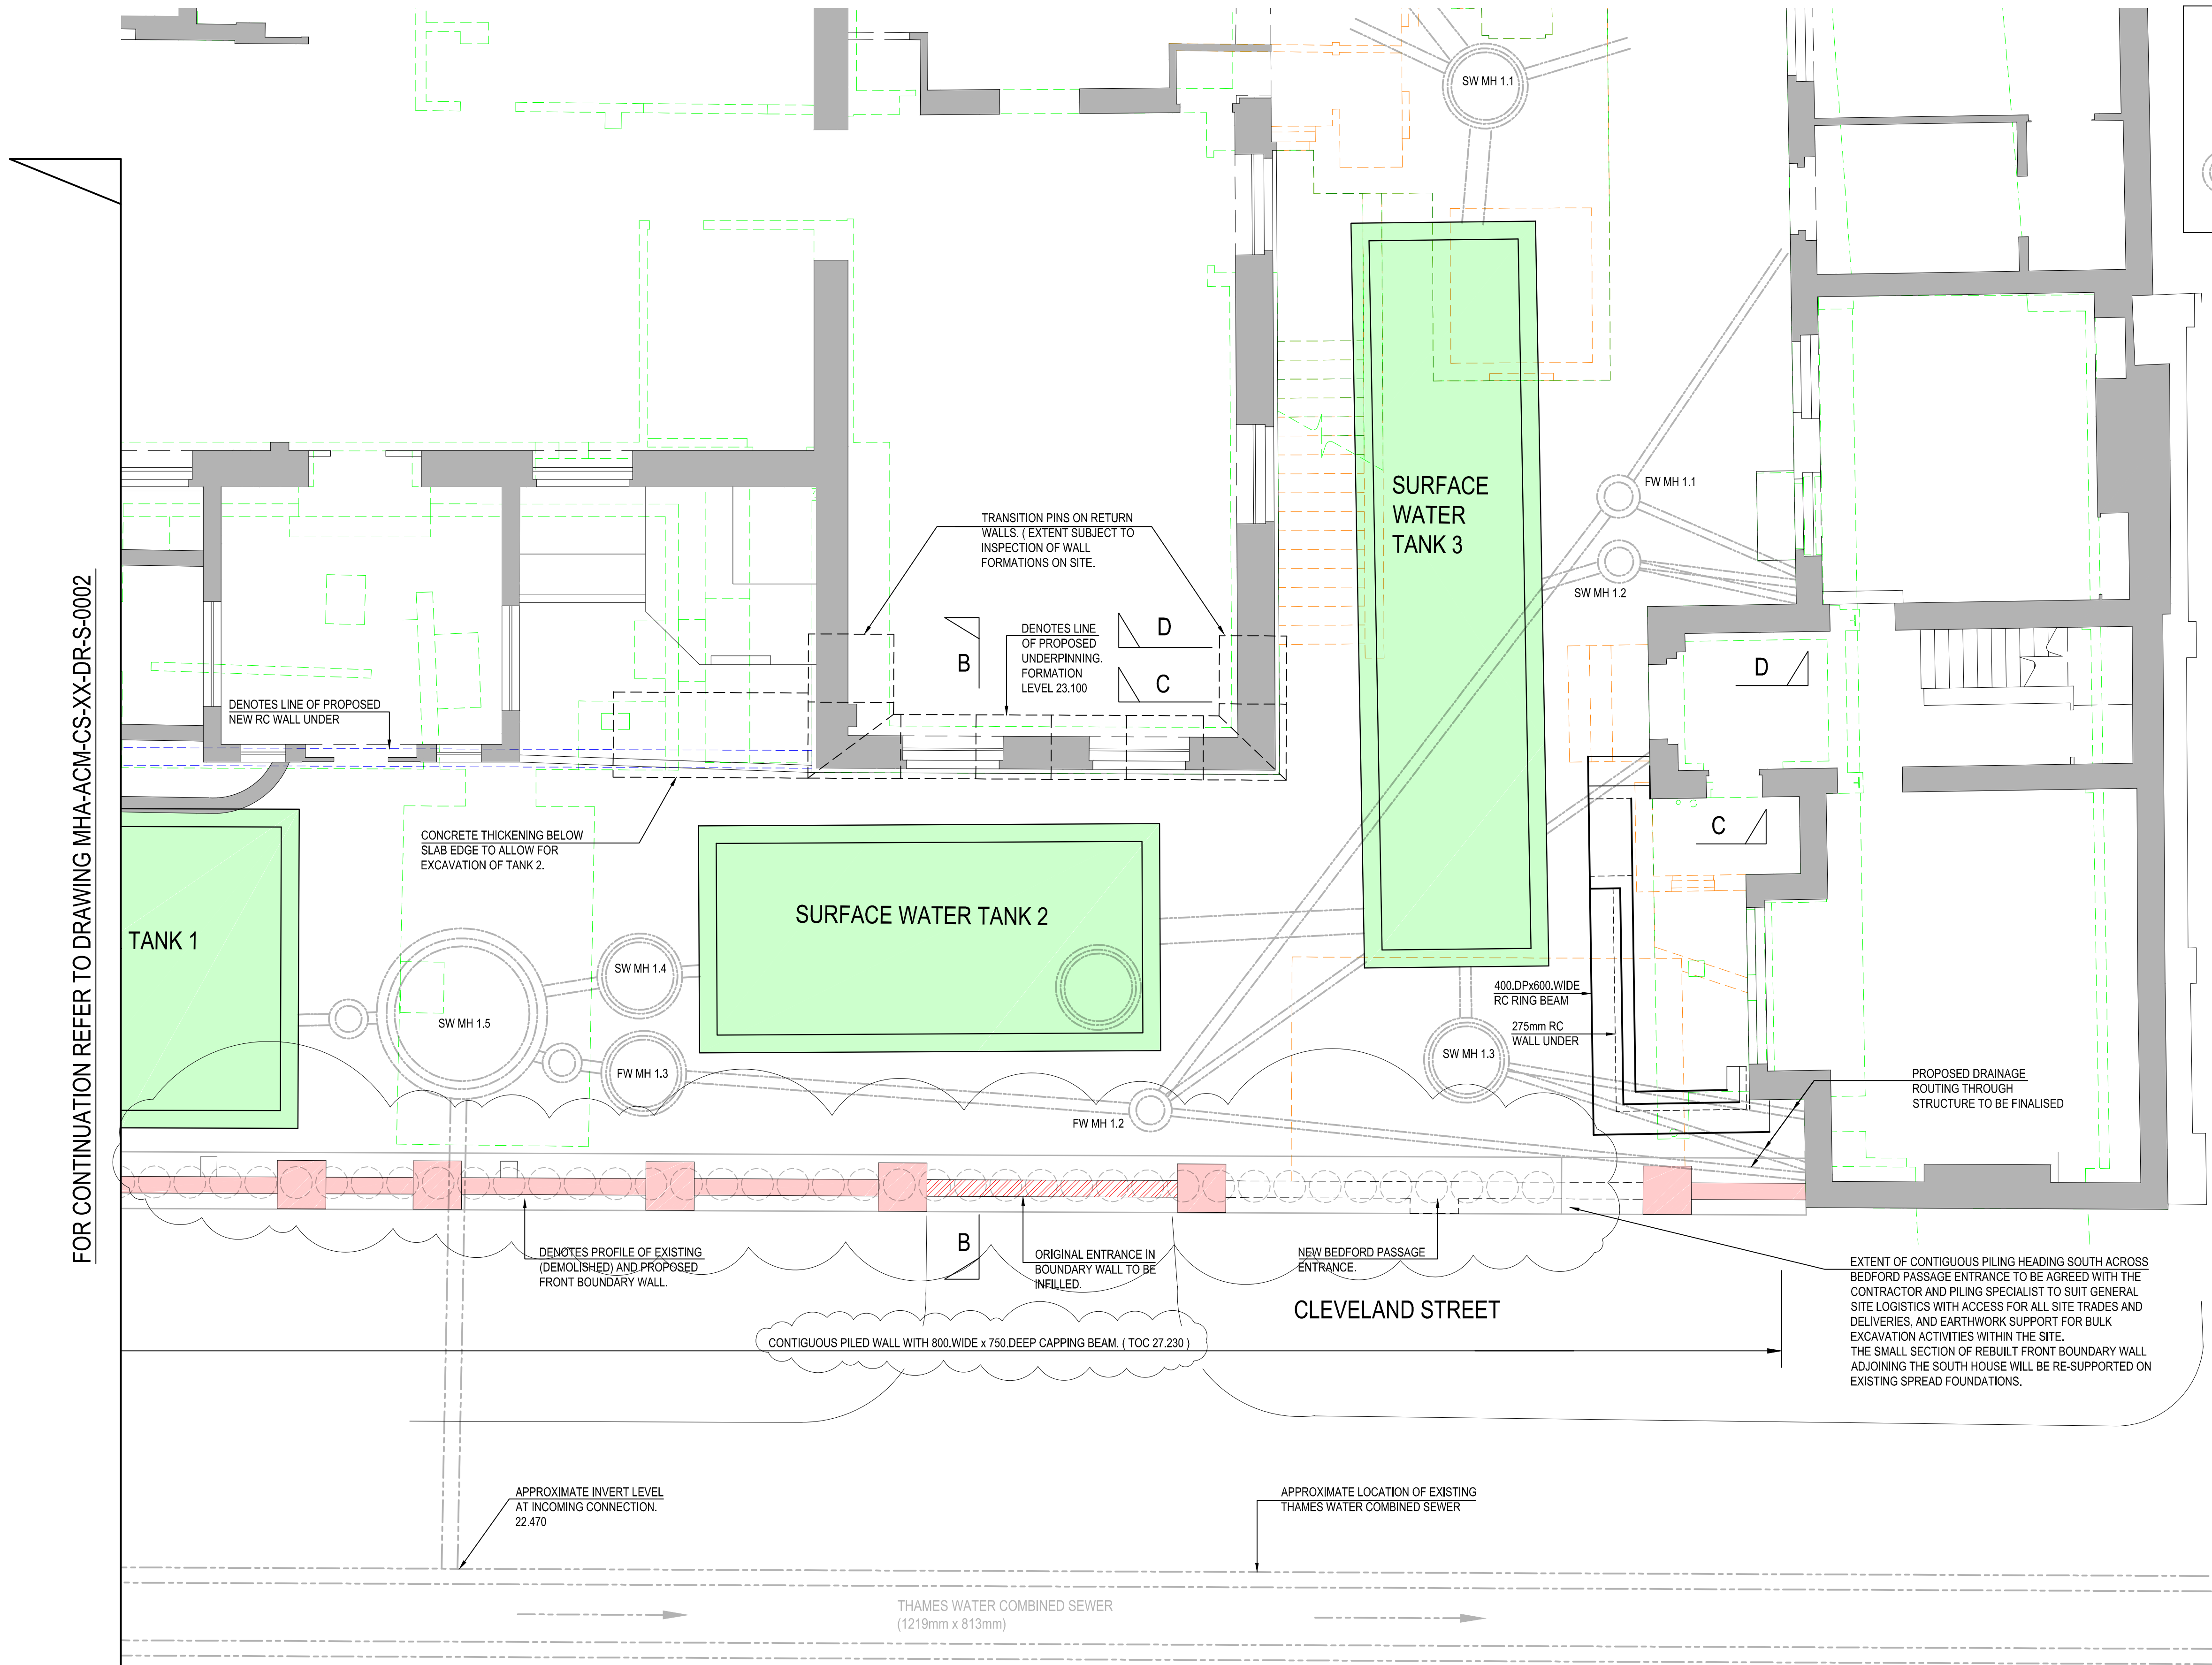 SW MH 1.1
SURFACE
WATER
TANK 3
FW MH 1.1
SW MH 1.2
TRANSITION PINS ON RETURN
WALLS. ( EXTENT SUBJECT TO
INSPECTION OF WALL
FORMATIONS ON SITE.
B
DENOTES LINE
OF PROPOSED
UNDERPINNING.
FORMATION
LEVEL 23.100
D
C
D
C
DENOTES LINE OF PROPOSED
NEW RC WALL UNDER
CONCRETE THICKENING BELOW
SLAB EDGE TO ALLOW FOR
EXCAVATION OF TANK 2.
FOR CONTINUATION REFER TO DRAWING MHA-ACM-CS-XX-DR-S-0002
TANK 1
SURFACE WATER TANK 2
SW MH 1.4
SW MH 1.5
FW MH 1.3
FW MH 1.2
SW MH 1.3
400.DPx600.WIDE
RC RING BEAM
275mm RC
WALL UNDER
PROPOSED DRAINAGE
ROUTING THROUGH
STRUCTURE TO BE FINALISED
DENOTES PROFILE OF EXISTING
(DEMOLISHED) AND PROPOSED
FRONT BOUNDARY WALL.
B
ORIGINAL ENTRANCE IN
BOUNDARY WALL TO BE
INFILLED.
NEW BEDFORD PASSAGE
ENTRANCE.
CLEVELAND STREET
EXTENT OF CONTIGUOUS PILING HEADING SOUTH ACROSS
BEDFORD PASSAGE ENTRANCE TO BE AGREED WITH THE
CONTRACTOR AND PILING SPECIALIST TO SUIT GENERAL
SITE LOGISTICS WITH ACCESS FOR ALL SITE TRADES AND
DELIVERIES, AND EARTHWORK SUPPORT FOR BULK
EXCAVATION ACTIVITIES WITHIN THE SITE.
THE SMALL SECTION OF REBUILT FRONT BOUNDARY WALL
ADJOINING THE SOUTH HOUSE WILL BE RE-SUPPORTED ON
EXISTING SPREAD FOUNDATIONS.
CONTIGUOUS PILED WALL WITH 800.WIDE x 750.DEEP CAPPING BEAM. ( TOC 27.230 )
APPROXIMATE INVERT LEVEL
AT INCOMING CONNECTION.
22.470
APPROXIMATE LOCATION OF EXISTING
THAMES WATER COMBINED SEWER
THAMES WATER COMBINED SEWER
(1219mm x 813mm)